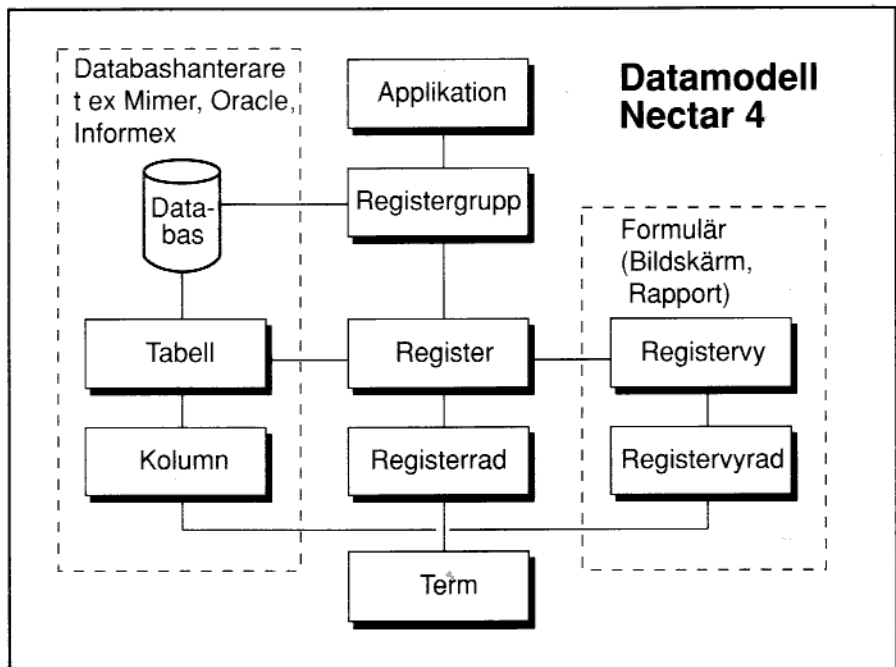 Databashanterare
t ex Mimer, Oracle,
Informex
Applikation
Datamodell
Nectar 4
Data-
bas
Registergrupp
Formulär
(Bildskärm,
Rapport)
Tabell
Register
Registervy
Kolumn
Registerrad
Registervyrad
Term